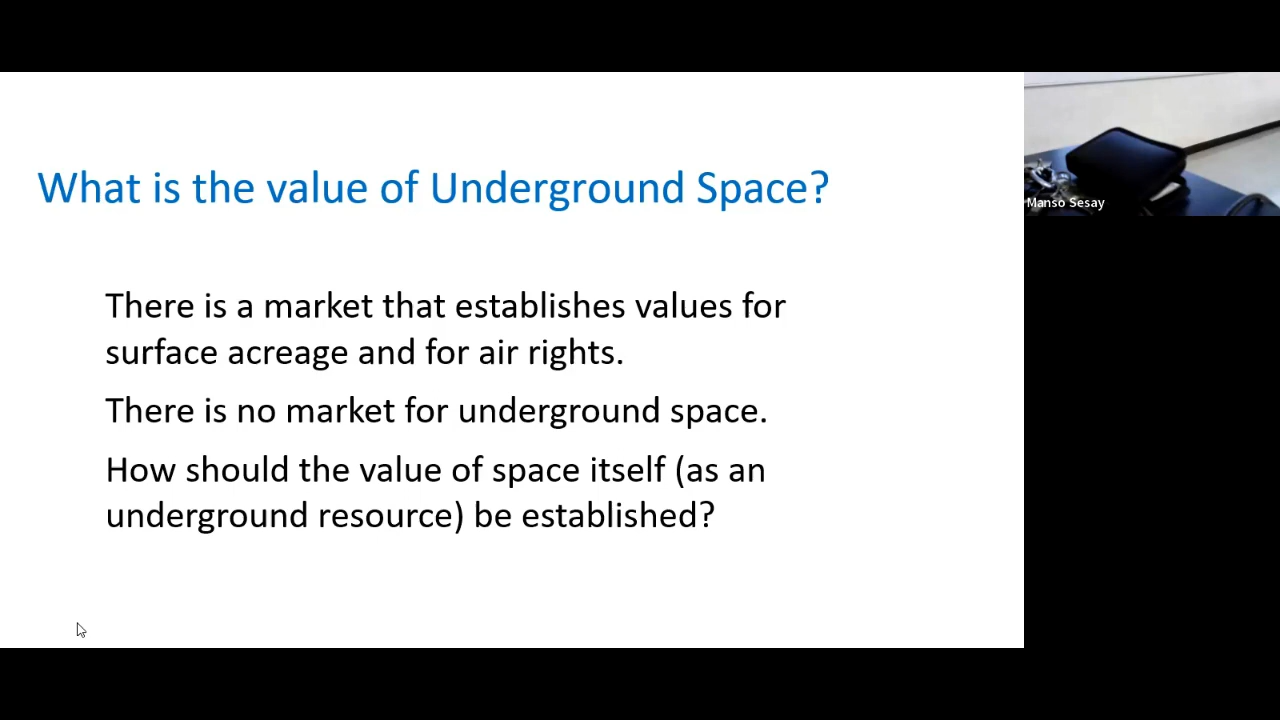 What is the value of Underground Space?
There is a market that establishes values for
surface acreage and for air rights.
There is no market for underground space.
How should the value of space itself (as an
underground resource) be established?
Manso Sesay